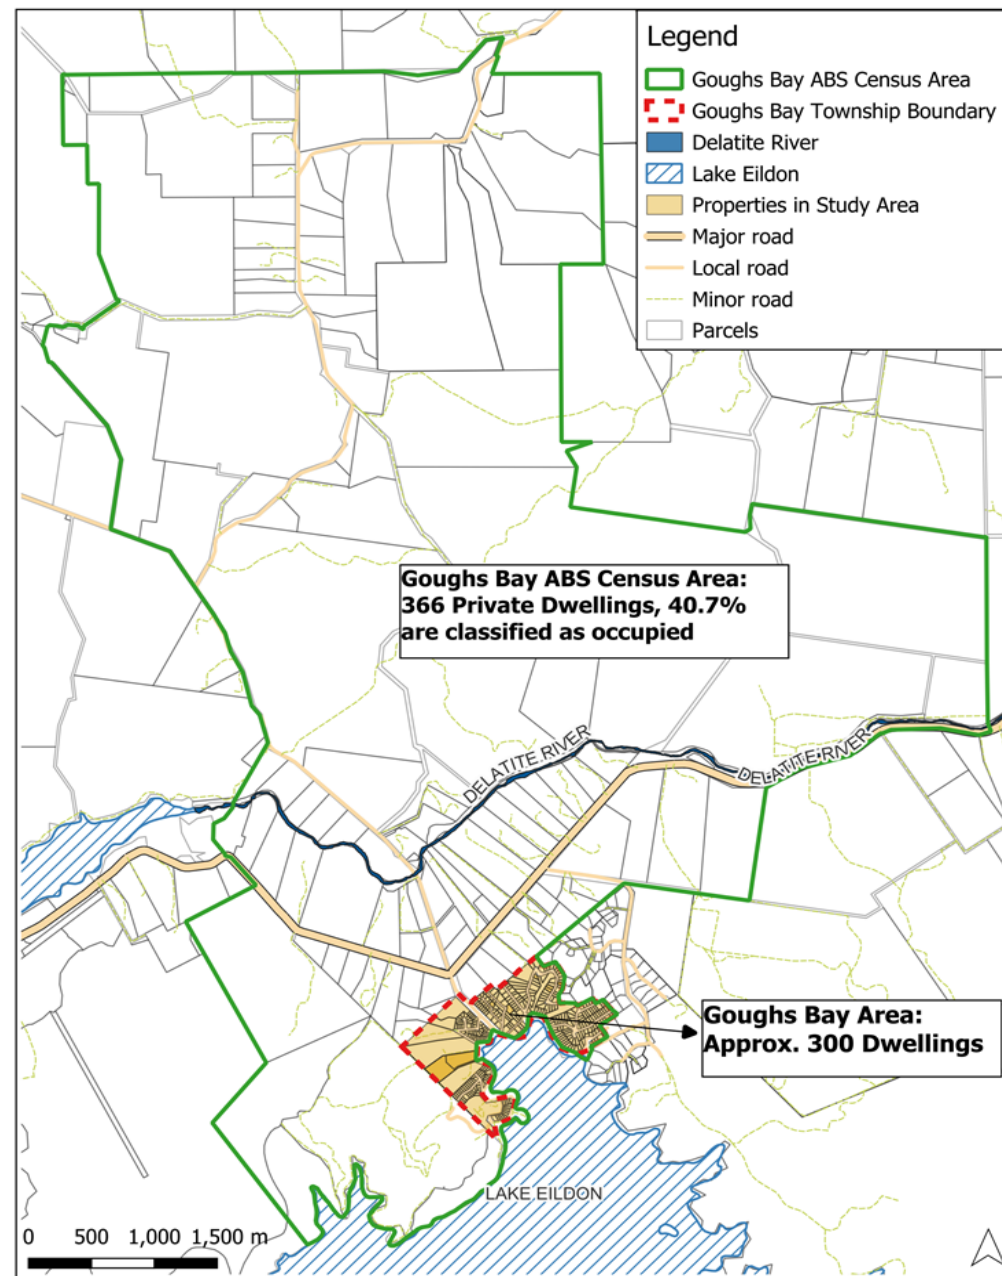 Legend
Goughs Bay ABS Census Area
Goughs Bay Township Boundary
Delatite River
Lake Eildon
Properties in Study Area
Major road
Local road
Minor road
Parcels
Goughs Bay ABS Census Area:
366 Private Dwellings, 40.7%
are classified as occupied
DELATITE RIVER
DELATITE RIVER
Goughs Bay Area:
Approx. 300 Dwellings
LAKE EILDON
0 500 1,000 1,500 m